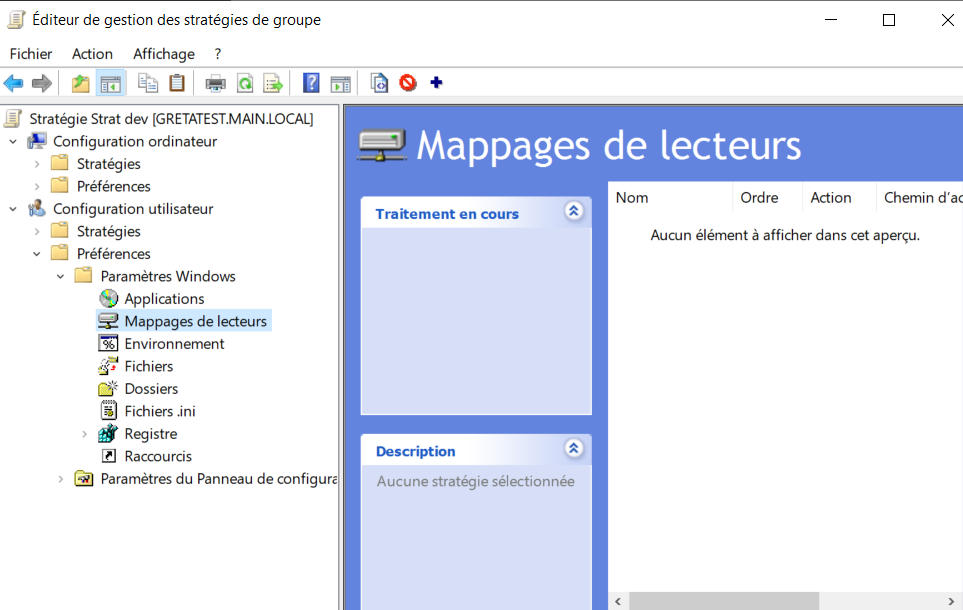 Éditeur de gestion des stratégies de groupe
Fichier Action Affichage ?
Stratégie Strat dev [GRETATEST.MAIN.LOCAL]
Configuration ordinateur
Stratégies
Préférences
Configuration utilisateur
Stratégies
Préférences
Paramètres Windows
Applications
Mappages de lecteurs
Environnement
Fichiers
Dossiers
Fichiers .ini
Registre
Raccourcis
Paramètres du Panneau de configura
Mappages de lecteurs
Traitement en cours
Description
Aucune stratégie sélectionnée
Nom Ordre Action Chemin d’ac
Aucun élément à afficher dans cet aperçu.